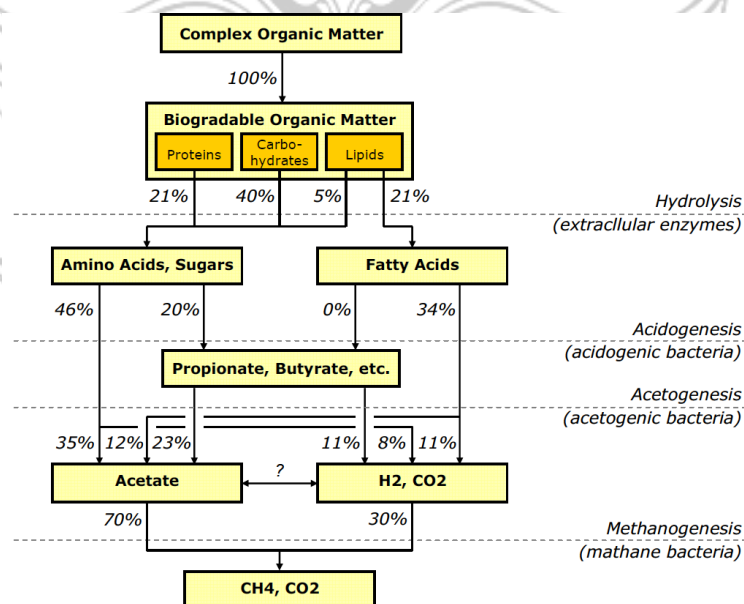 Complex Organic Matter
100%
Biogradable Organic Matter
Proteins
Carbo-
hydrates
Lipids
21%
40%
5%
21%
Hydrolysis
(extracllular enzymes)
Amino Acids, Sugars
Fatty Acids
46%
20%
0%
34%
Acidogenesis
(acidogenic bacteria)
Propionate, Butyrate, etc.
Acetogenesis
(acetogenic bacteria)
35%
12%
23%
11%
8%
11%
Acetate
?
H2, CO2
70%
30%
Methanogenesis
(mathane bacteria)
CH4, CO2